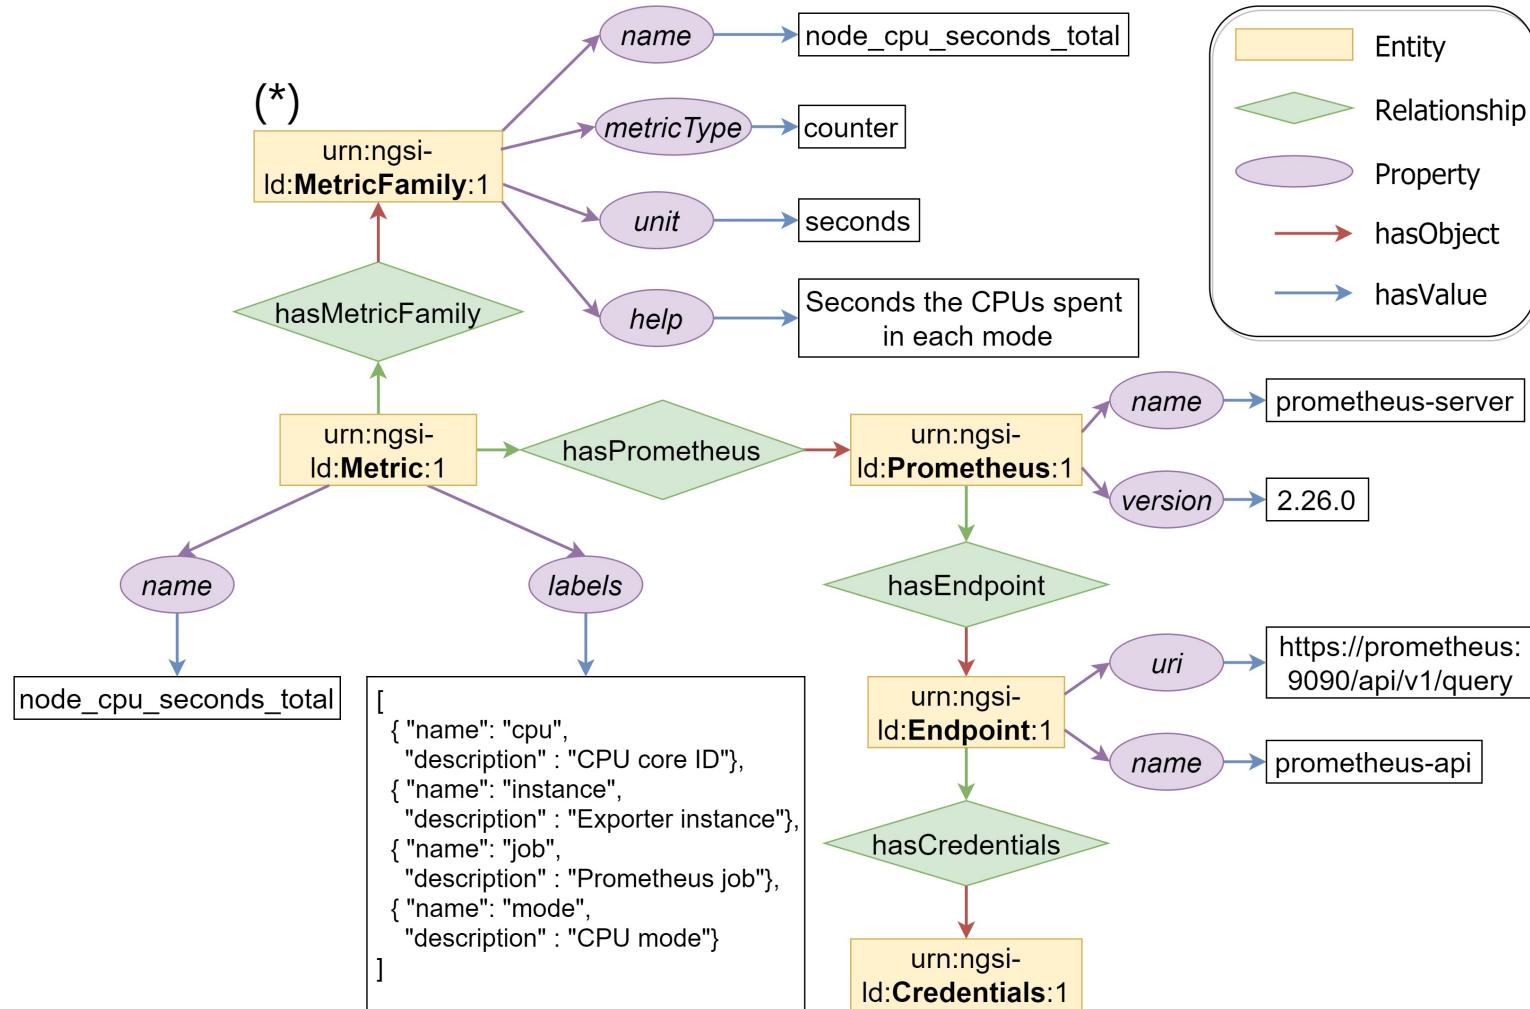 name
node_cpu_seconds_total
Entity
(*)
Relationship
urn:ngsi-
ld:MetricFamily:1
metricType
counter
Property
unit
seconds
hasObject
hasValue
hasMetricFamily
help
Seconds the CPUs spent
in each mode
name
prometheus-server
urn:ngsi-
ld:Metric:1
hasPrometheus
urn:ngsi-
ld:Prometheus:1
version
2.26.0
name
labels
hasEndpoint
node_cpu_seconds_total
[
{ "name": "cpu",
"description" : "CPU core ID"},
{ "name": "instance",
"description" : "Exporter instance"},
{ "name": "job",
"description" : "Prometheus job"},
{ "name": "mode",
"description" : "CPU mode"}
]
uri
https://prometheus:
9090/api/v1/query
urn:ngsi-
ld:Endpoint:1
name
prometheus-api
hasCredentials
urn:ngsi-
ld:Credentials:1